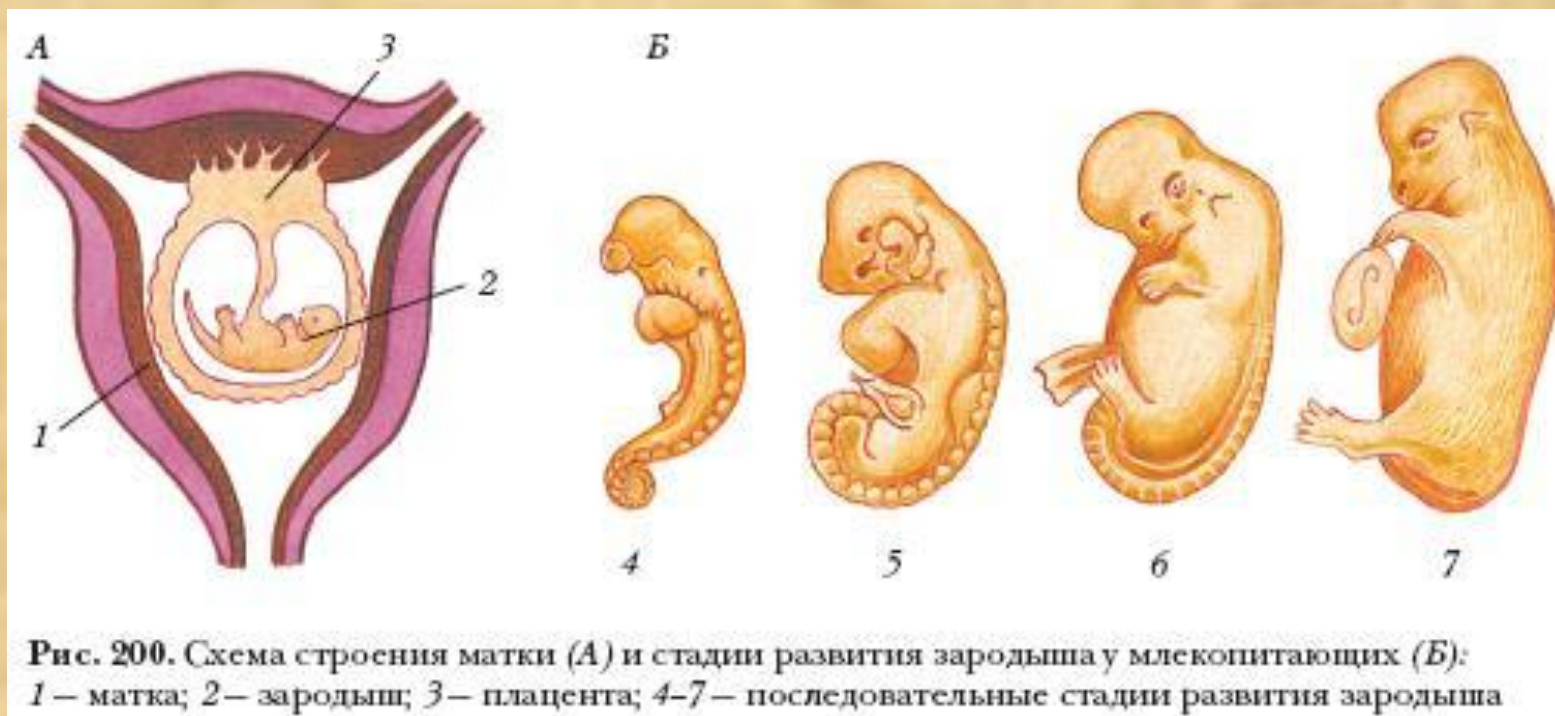 А
3
Б
2
1
4
5
6
7
Рис. 200. Схема строения матки (А) и стадии развития зародыша у млекопитающих (Б):
1 – матка; 2 – зародыш; 3 – плацента; 4–7 – последовательные стадии развития зародыша